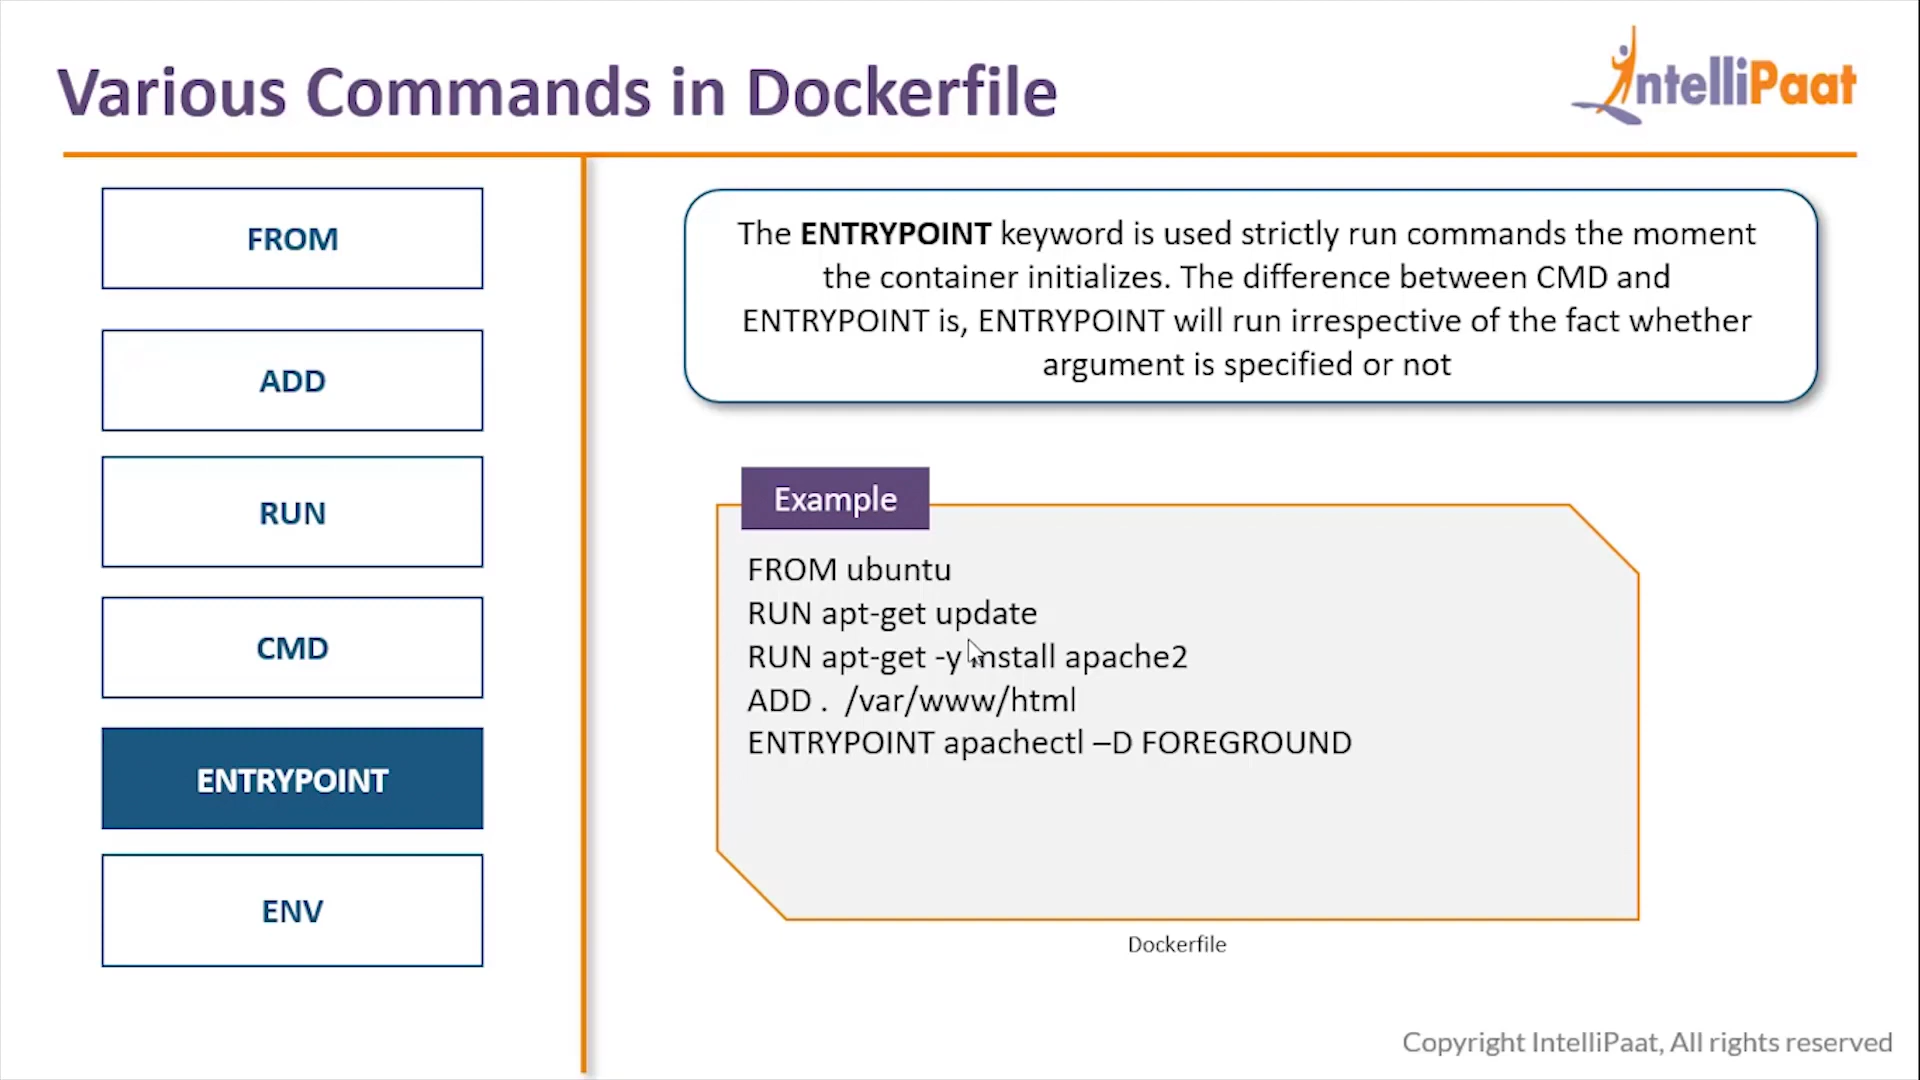 Various Commands in Dockerfile
IntelliPaat
FROM
ADD
RUN
CMD
ENTRYPOINT
ENV
The ENTRYPOINT keyword is used strictly run commands the moment
the container initializes. The difference between CMD and
ENTRYPOINT is, ENTRYPOINT will run irrespective of the fact whether
argument is specified or not
Example
FROM ubuntu
RUN apt-get update
RUN apt-get -y install apache2
ADD .  /var/www/html
ENTRYPOINT apachectl –D FOREGROUND
Dockerfile
Copyright IntelliPaat, All rights reserved